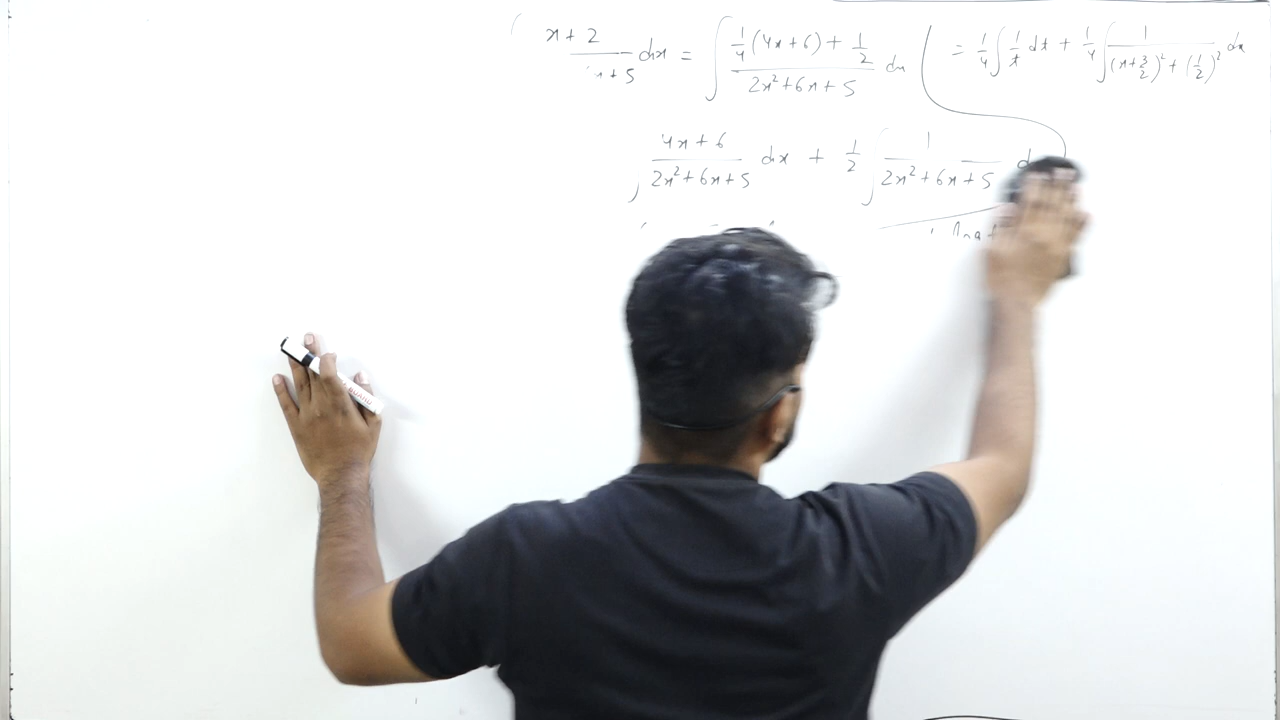 x + 2 / x + 5 dx = ∫ (1/4 (4x + 6) + 1/2) / (2x² + 6x + 5) dx
= 1/4 ∫ 1/t dt + 1/4 ∫ 1 / ((x + 3/2)² + (1/2)²) dx
4x + 6 / (2x² + 6x + 5) dx + 1/2 ∫ 1 / (2x² + 6x + 5) d